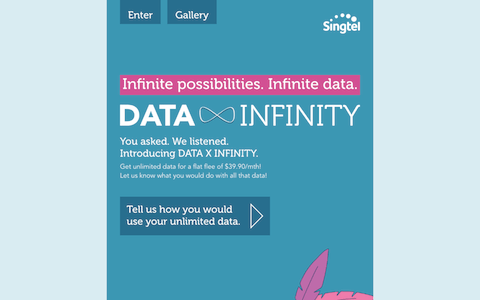 Enter
Gallery
Singtel
Infinite possibilities. Infinite data.
DATA ∞ INFINITY
You asked. We listened.
Introducing DATA X INFINITY.
Get unlimited data for a flat flee of $39.90/mth!
Let us know what you would do with all that data!
Tell us how you would
use your unlimited data.